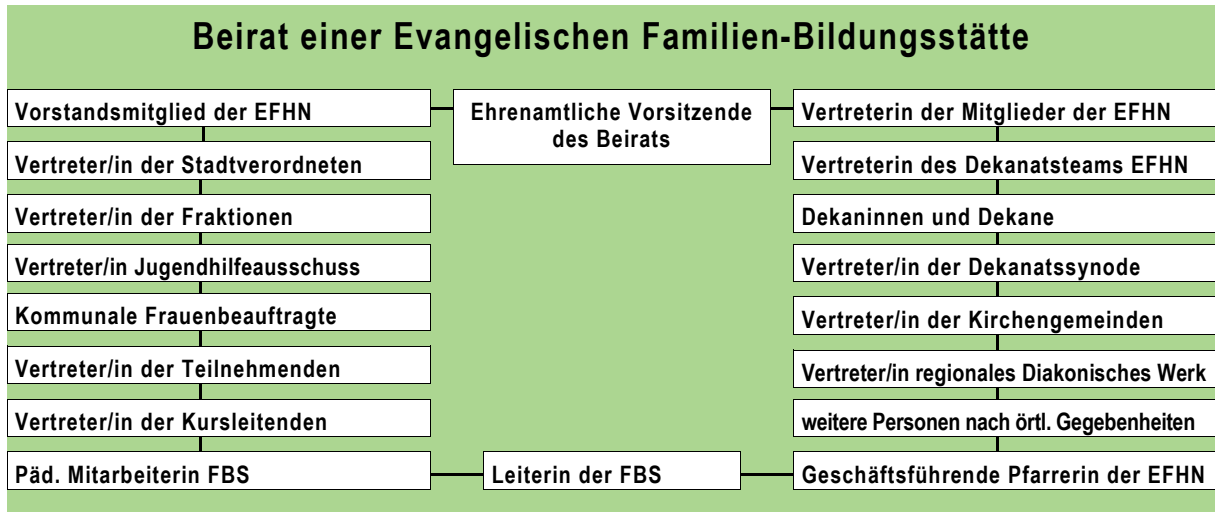 Beirat einer Evangelischen Familien-Bildungsstätte
Vorstandsmitglied der EFHN
Vertreter/in der Stadtverordneten
Vertreter/in der Fraktionen
Vertreter/in Jugendhilfeausschuss
Kommunale Frauenbeauftragte
Vertreter/in der Teilnehmenden
Vertreter/in der Kursleitenden
Päd. Mitarbeiterin FBS
Ehrenamtliche Vorsitzende
des Beirats
Leiterin der FBS
Vertreterin der Mitglieder der EFHN
Vertreterin des Dekanatsteams EFHN
Dekaninnen und Dekane
Vertreter/in der Dekanatssynode
Vertreter/in der Kirchengemeinden
Vertreter/in regionales Diakonisches Werk
weitere Personen nach örtl. Gegebenheiten
Geschäftsführende Pfarrerin der EFHN